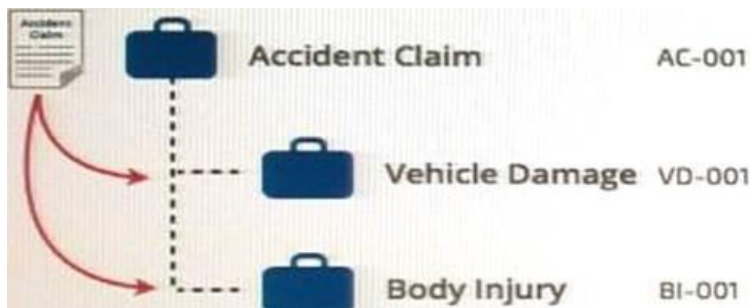 Accident
Claim
Accident Claim AC-001
Vehicle Damage VD-001
Body Injury BI-001